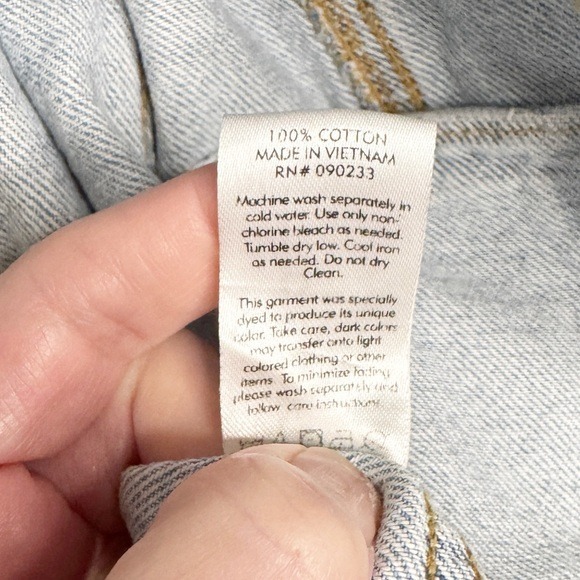 100% COTTON
MADE IN VIETNAM
RN# 090233
Machine wash separately in
cold water. Use only non-
chlorine bleach as needed.
Tumble dry low. Cool iron
as needed. Do not dry
Clean.
This garment was specially
dyed to produce its unique
color. Take care, dark colors
may transfer onto light
colored clothing or other
items. To minimize fading
please wash separately and
follow care instructions.